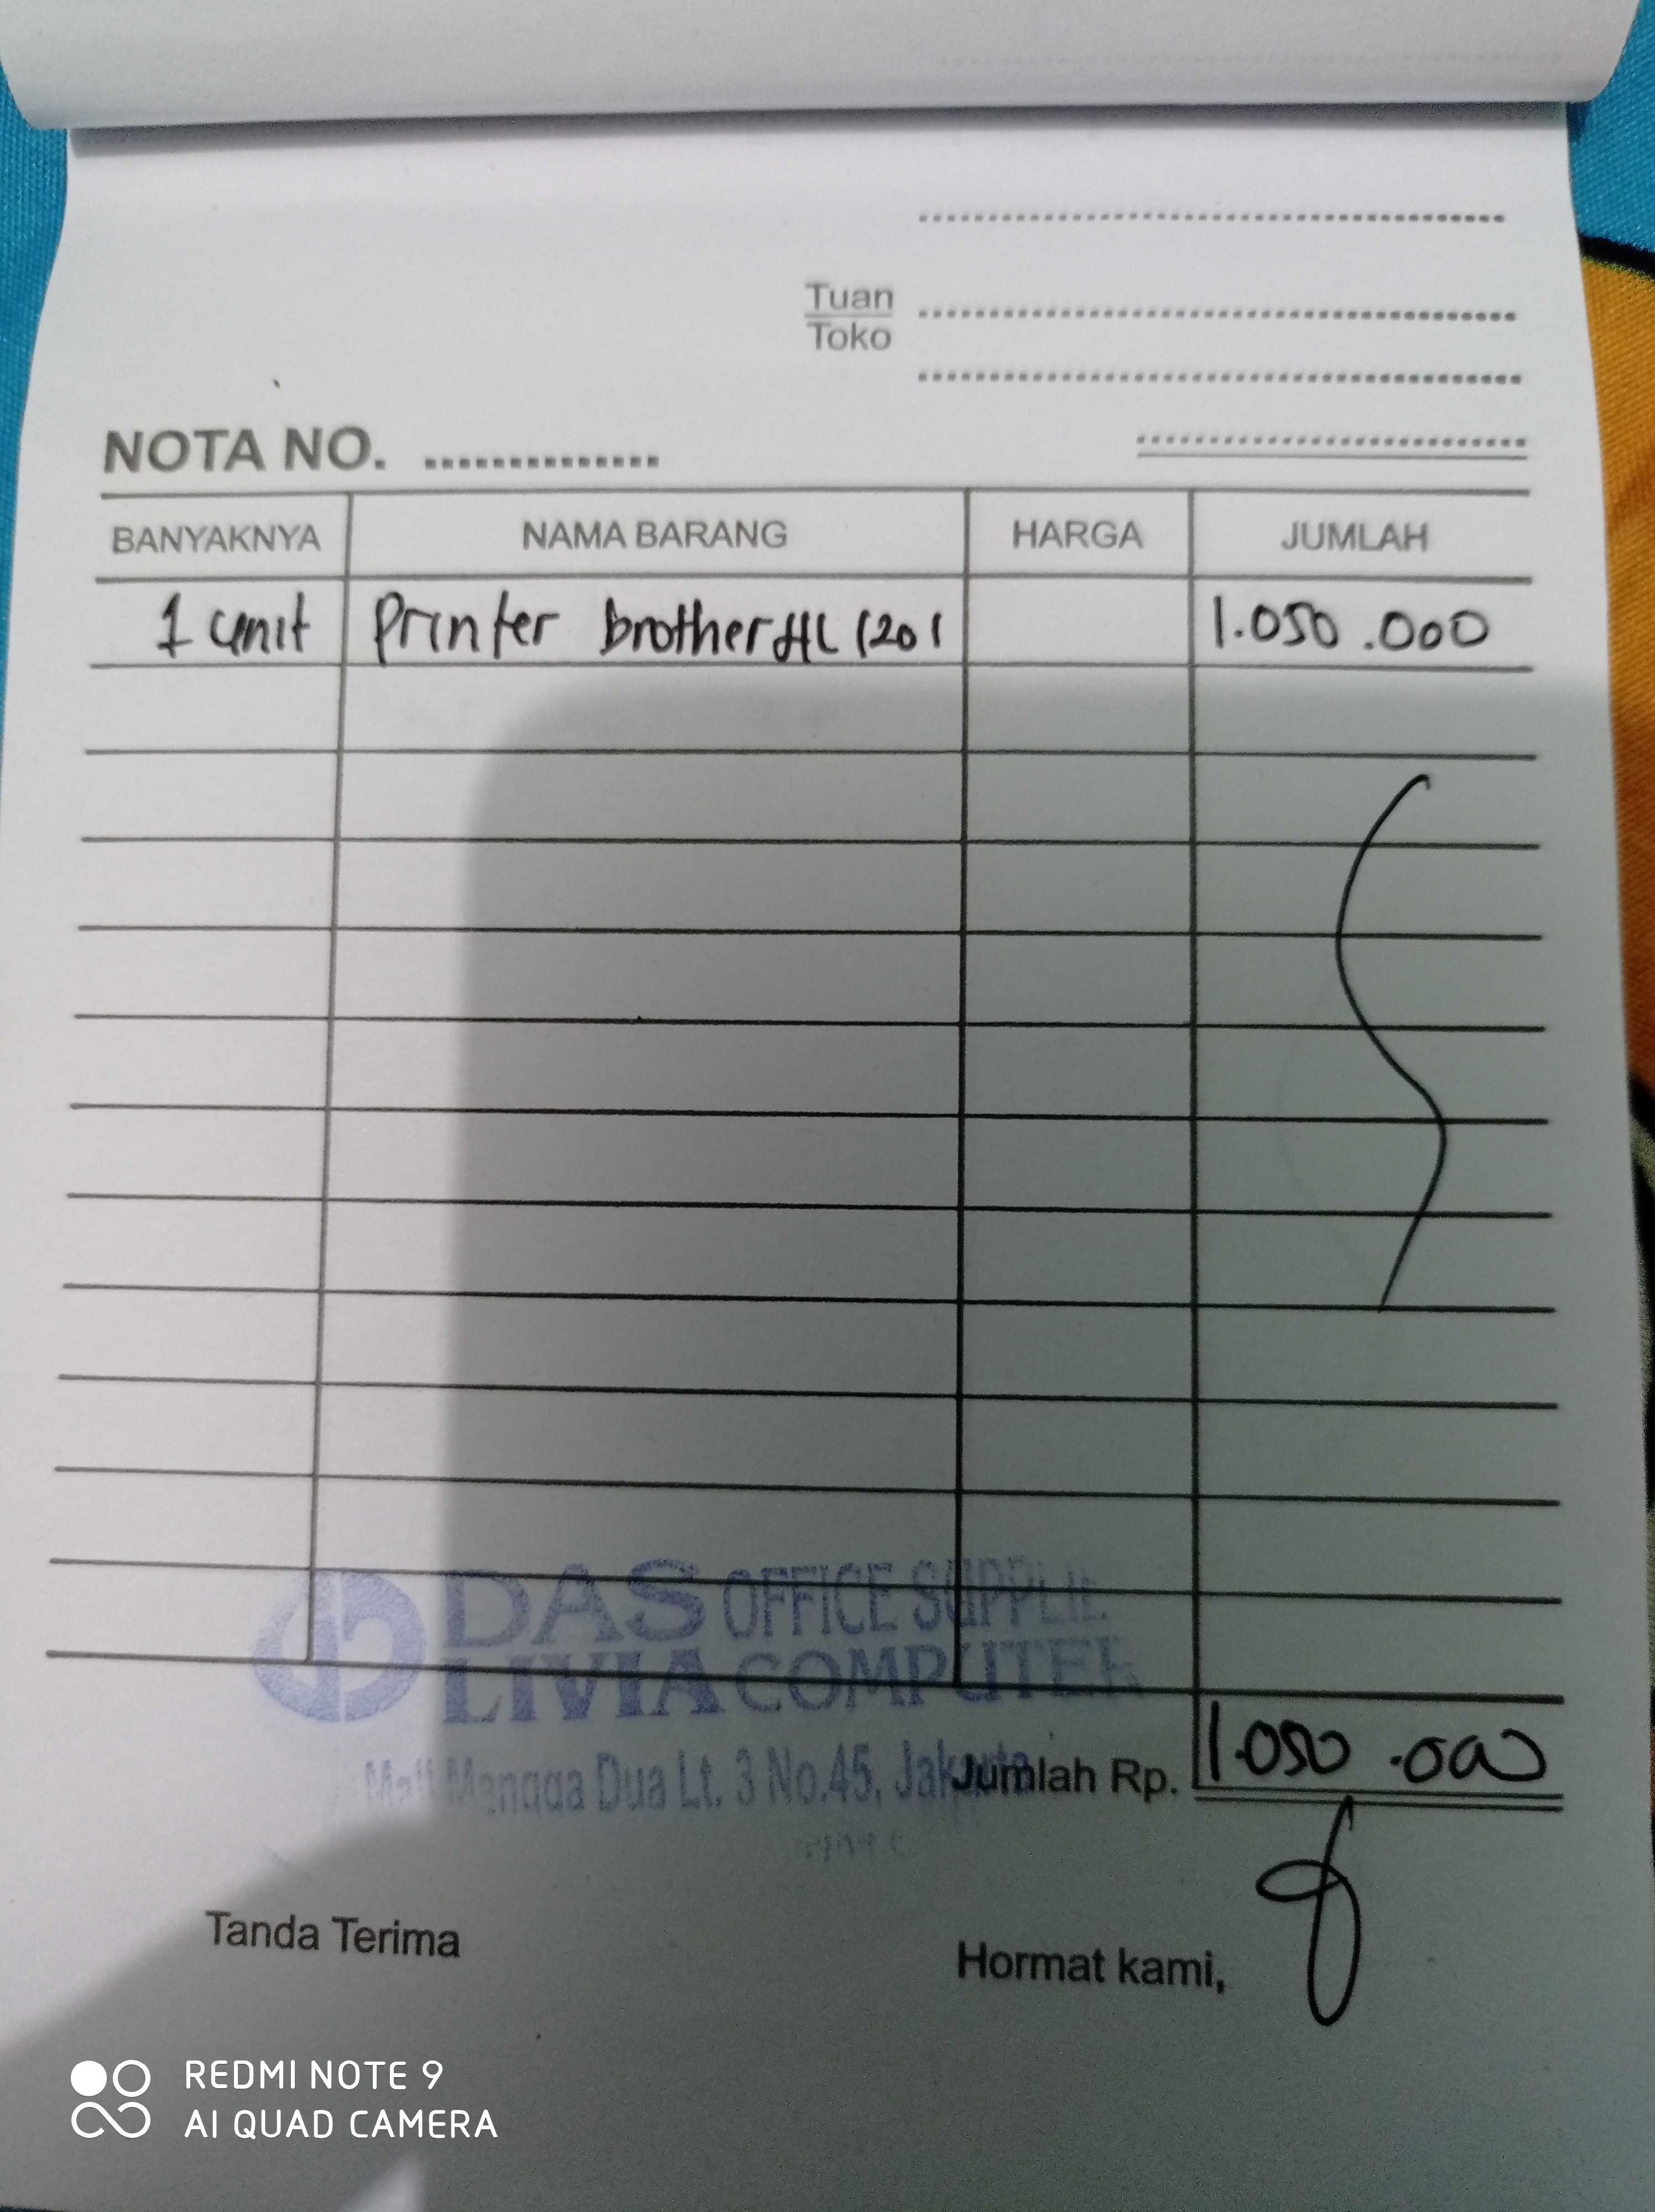 Tuan
Toko
NOTA NO.
BANYAKNYA NAMA BARANG HARGA JUMLAH
1 unit Printer brother HL 1201 1.050.000
DAS OFFICE SUPPLIE
LIVIA COMPUTER
Mall Mangga Dua Lt. 3 No.45, Jakarta
Jumlah Rp. 1.050.000
Tanda Terima
Hormat kami,
REDMI NOTE 9
AI QUAD CAMERA